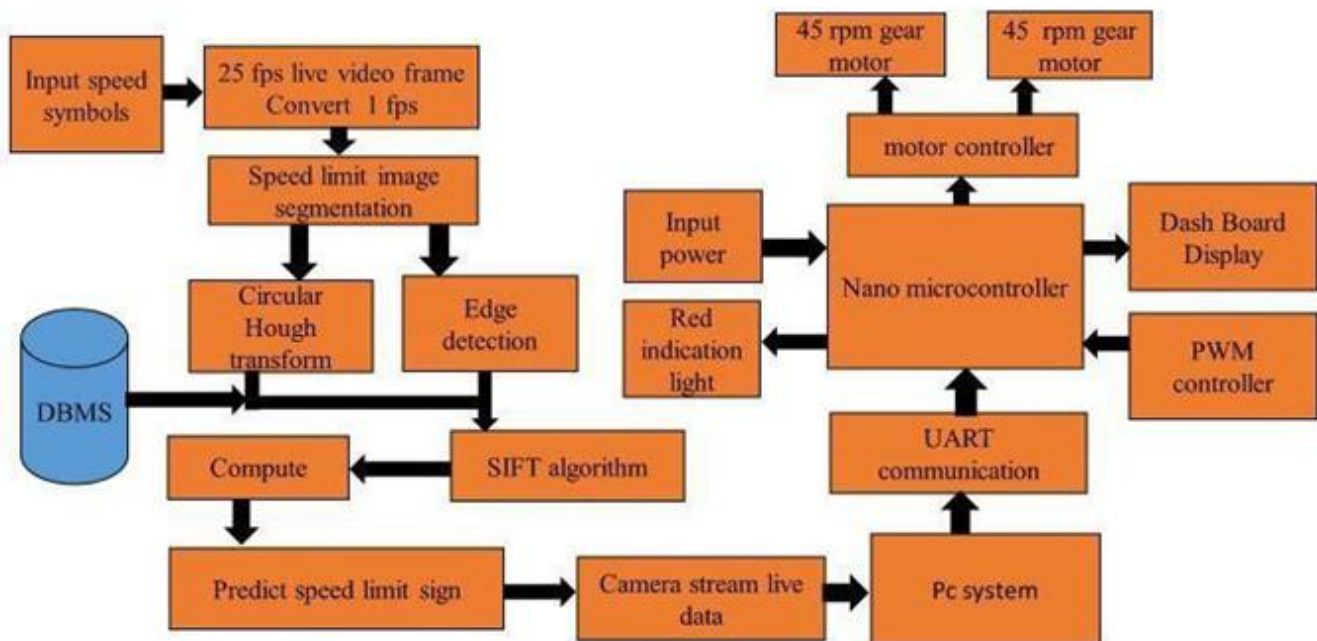 Input speed
symbols
25 fps live video frame
Convert 1 fps
Speed limit image
segmentation
Circular
Hough
transform
Edge
detection
DBMS
SIFT algorithm
Compute
Predict speed limit sign
Camera stream live
data
Pc system
UART
communication
Nano microcontroller
Input
power
Red
indication
light
motor controller
45 rpm gear
motor
45 rpm gear
motor
Dash Board
Display
PWM
controller